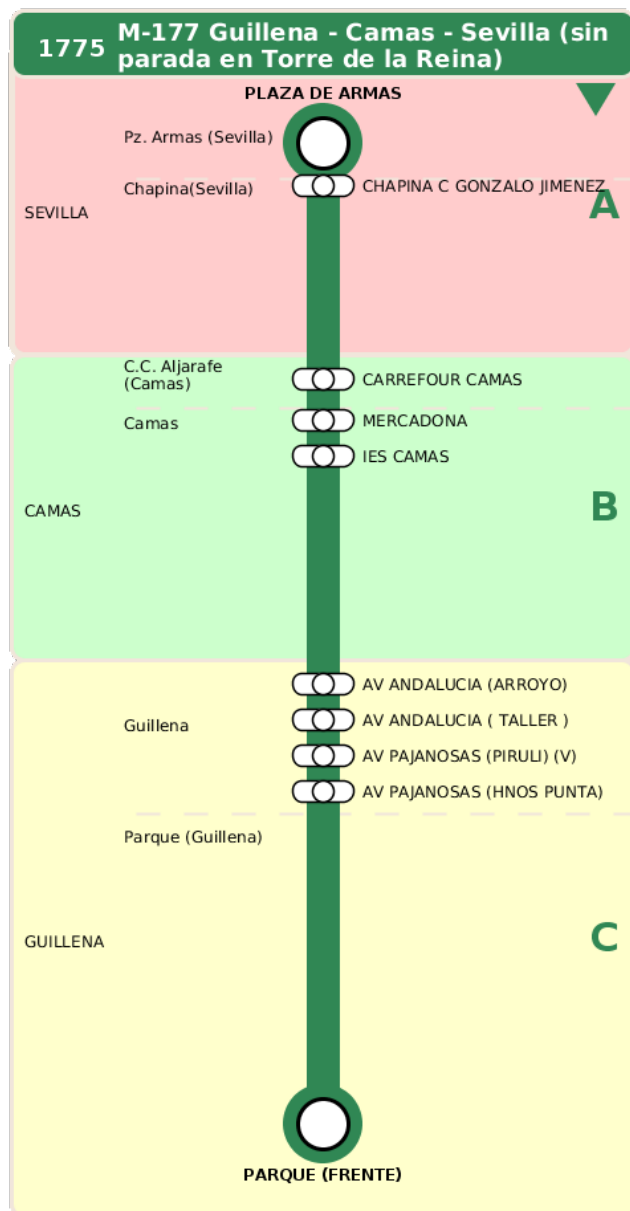 1775
M-177 Guillena - Camas - Sevilla (sin
parada en Torre de la Reina)
PLAZA DE ARMAS
Pz. Armas (Sevilla)
Chapina(Sevilla)
CHAPINA C GONZALO JIMENEZ
A
SEVILLA
C.C. Aljarafe
(Camas)
CARREFOUR CAMAS
Camas
MERCADONA
IES CAMAS
CAMAS
B
AV ANDALUCIA (ARROYO)
Guillena
AV ANDALUCIA ( TALLER )
AV PAJANOSAS (PIRULI) (V)
AV PAJANOSAS (HNOS PUNTA)
Parque (Guillena)
GUILLENA
C
PARQUE (FRENTE)